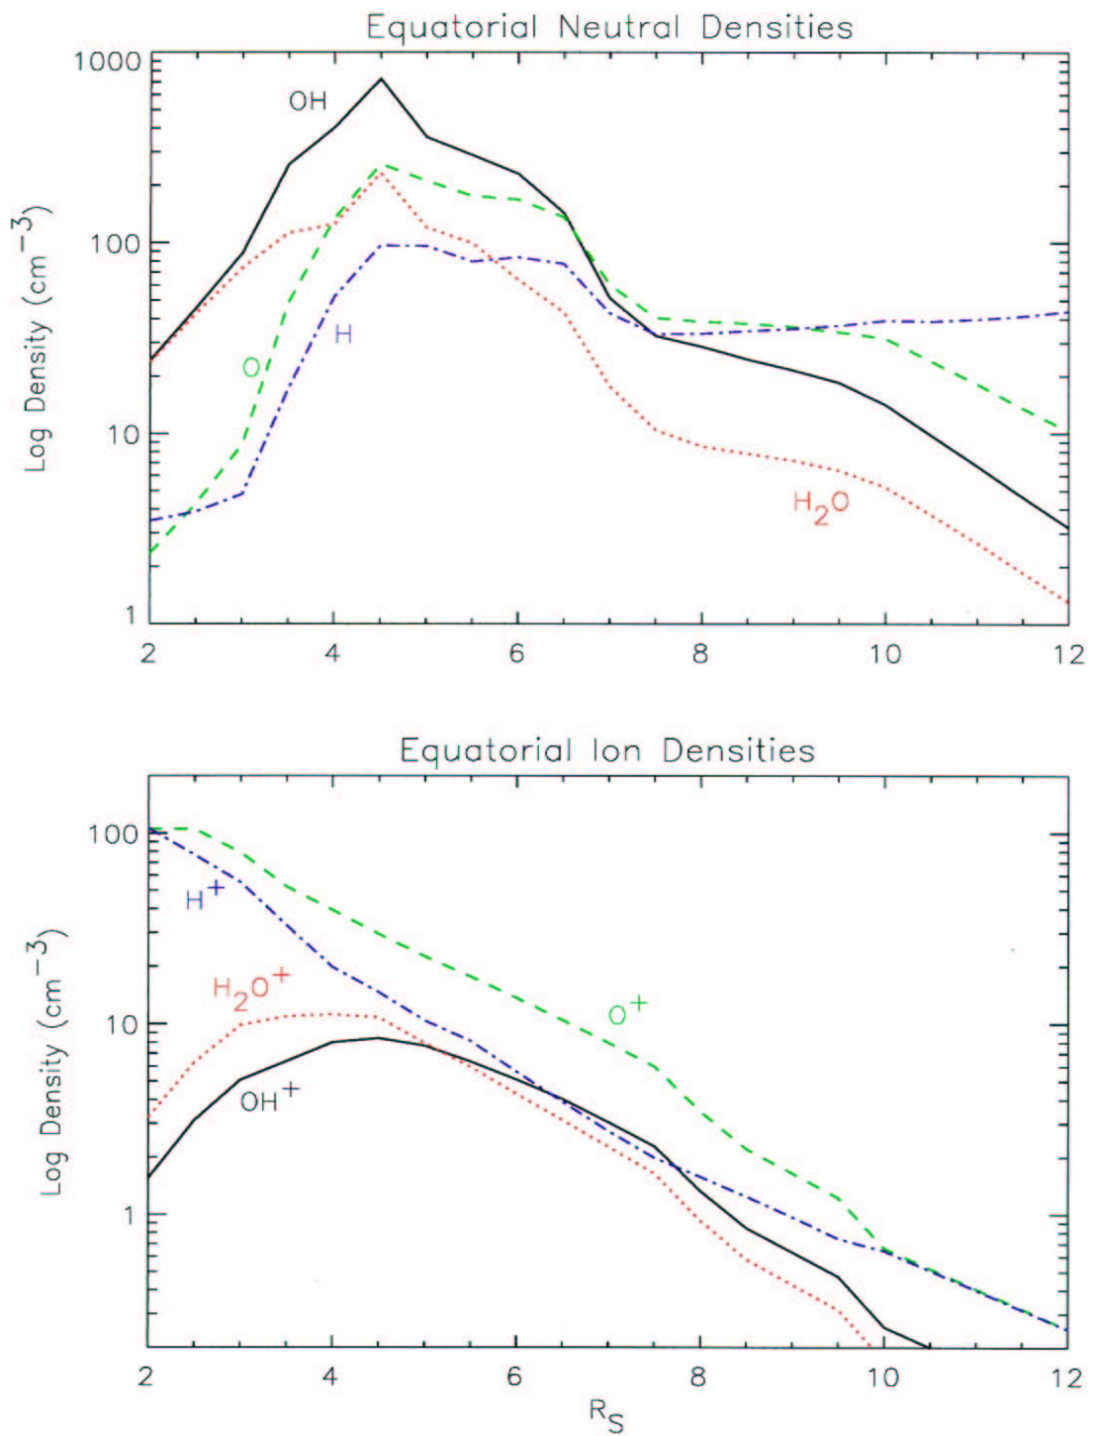 Equatorial Neutral Densities
Log Density (cm⁻³)
1000
100
10
1
OH
O
H
H₂O
2 4 6 8 10 12
Equatorial Ion Densities
Log Density (cm⁻³)
100
10
1
H⁺
H₂O⁺
OH⁺
O⁺
2 4 6 8 10 12
R_S